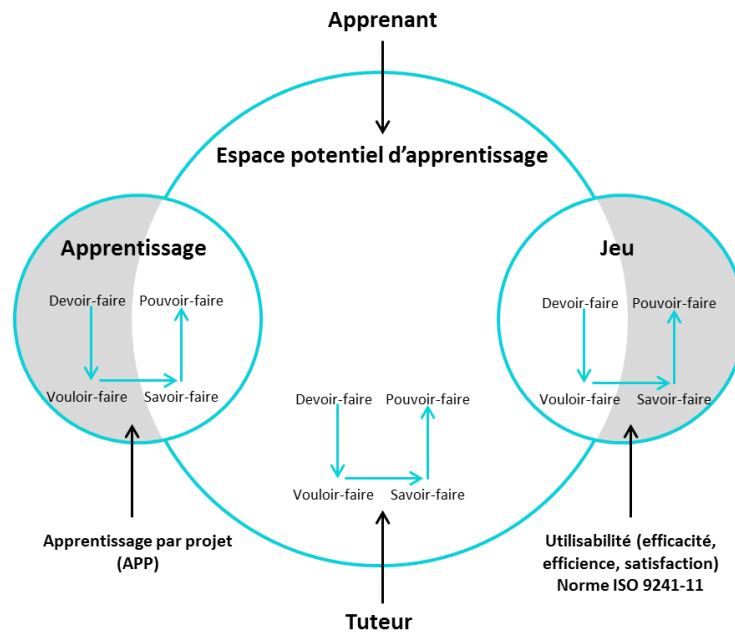 Apprenant
Espace potentiel d’apprentissage
Apprentissage
Devoir-faire Pouvoir-faire
Vouloir-faire Savoir-faire
Jeu
Devoir-faire Pouvoir-faire
Vouloir-faire Savoir-faire
Devoir-faire Pouvoir-faire
Vouloir-faire Savoir-faire
Apprentissage par projet
(APP)
Utilisabilité (efficacité,
efficience, satisfaction)
Norme ISO 9241-11
Tuteur